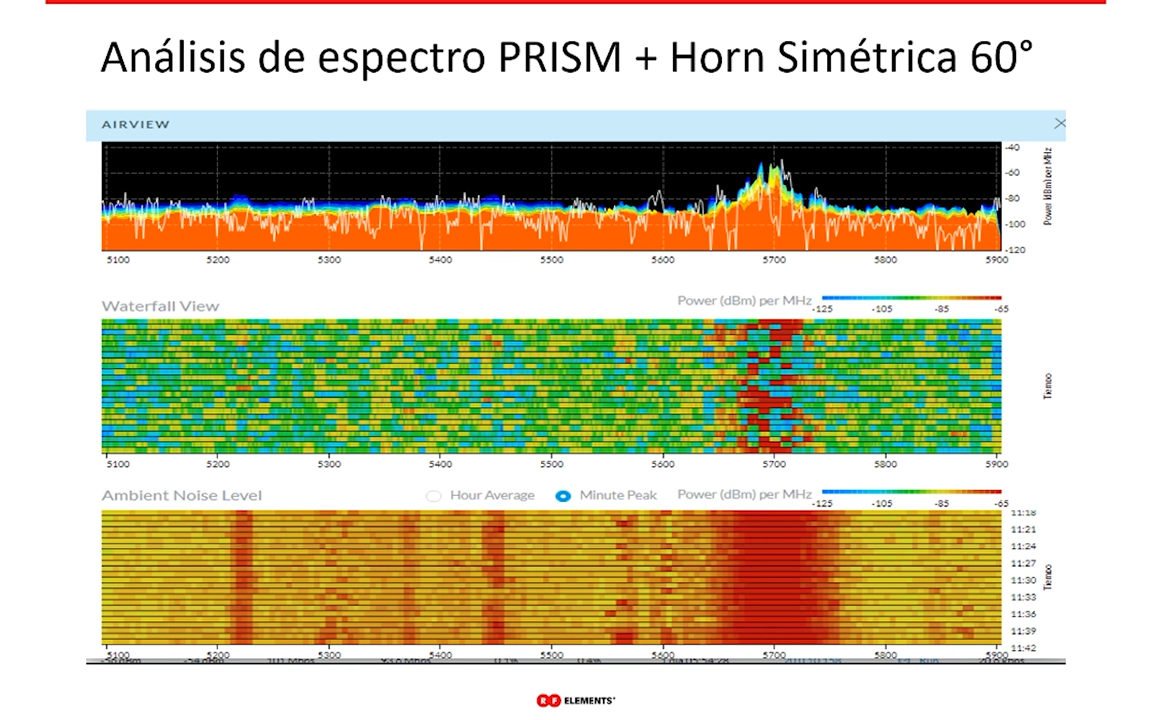 Análisis de espectro PRISM + Horn Simétrica 60°
AIRVIEW
-40
-60
-80
-100
-120
Power (dBm) per MHz
5100 5200 5300 5400 5500 5600 5700 5800 5900
Waterfall View
Power (dBm) per MHz
-125 -105 -85 -65
Tiempo
5100 5200 5300 5400 5500 5600 5700 5800 5900
Ambient Noise Level
Hour Average
Minute Peak
Power (dBm) per MHz
-125 -105 -85 -65
11:18
11:21
11:24
11:27
11:30
11:33
11:36
11:39
11:42
Tiempo
5100 5200 5300 5400 5500 5600 5700 5800 5900
RF ELEMENTS